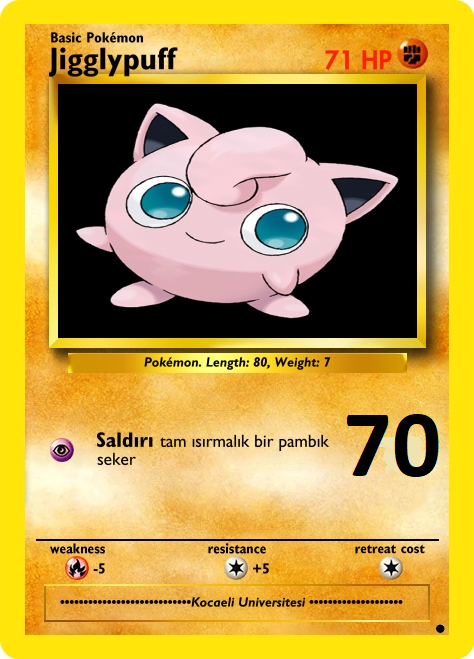 Basic Pokémon
Jigglypuff 71 HP
Pokémon. Length: 80, Weight: 7
Saldırı tam ısırmalık bir pambık
seker
70
weakness resistance retreat cost
-5 +5
••••••••••••••••••••••••••••Kocaeli Universitesi ••••••••••••••••••••